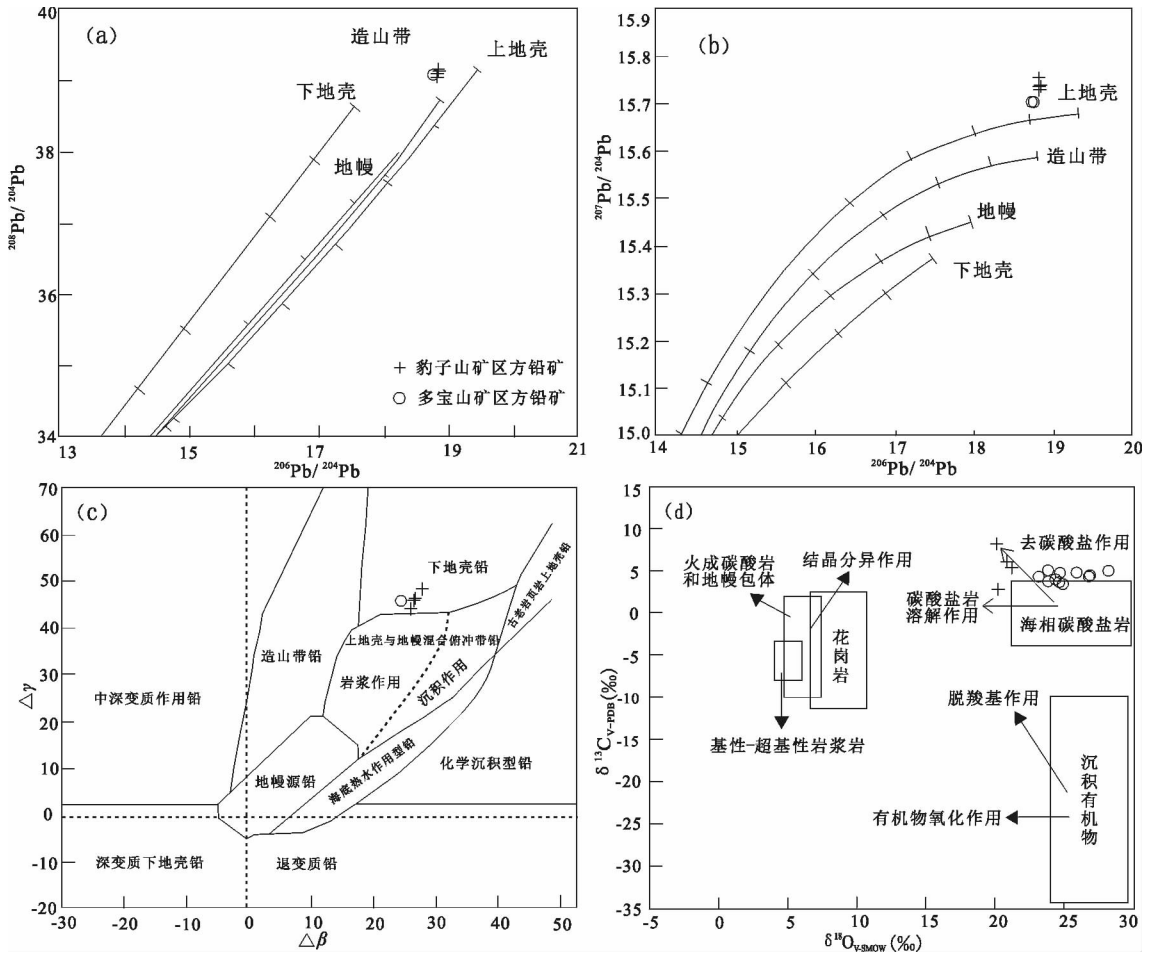 (a)
40
38
36
34
²⁰⁸Pb/ ²⁰⁴Pb
造山带
上地壳
下地壳
地幔
+ 豹子山矿区方铅矿
○ 多宝山矿区方铅矿
13
15
17
19
21
²⁰⁶Pb/ ²⁰⁴Pb
(b)
15.9
15.8
15.7
15.6
15.5
15.4
15.3
15.2
15.1
15.0
²⁰⁷Pb/ ²⁰⁴Pb
上地壳
造山带
地幔
下地壳
14
15
16
17
18
19
20
²⁰⁶Pb/ ²⁰⁴Pb
(c)
70
60
50
40
30
20
10
0
-10
-20
△γ
下地壳铅
古老岩页岩上地壳铅
上地壳与地幔混合俯冲带铅
造山带铅
岩浆作用
沉积作用
中深变质作用铅
地幔源铅
海底热水作用型铅
化学沉积型铅
深变质下地壳铅
退变质铅
-30
-20
-10
0
10
20
30
40
50
△β
(d)
15
10
5
0
-5
-10
-15
-20
-25
-30
-35
δ¹³C V-PDB(‰)
火成碳酸岩
和地幔包体
结晶分异作用
去碳酸盐作用
碳酸盐岩
溶解作用
海相碳酸盐岩
花岗岩
基性-超基性岩浆岩
脱羧基作用
有机物氧化作用
沉积有机物
-5
0
5
10
15
20
25
30
δ¹⁸O V-SMOW(‰)